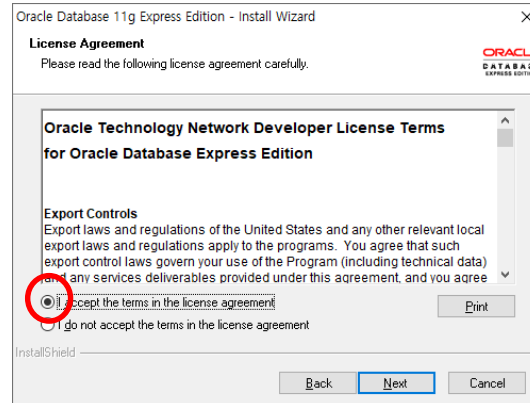 Oracle Database 11g Express Edition - Install Wizard
License Agreement
Please read the following license agreement carefully.
ORACL
DATABAS
EXPRESS EDITI
Oracle Technology Network Developer License Terms
for Oracle Database Express Edition
Export Controls
Export laws and regulations of the United States and any other relevant local
export laws and regulations apply to the programs. You agree that such
export control laws govern your use of the Program (including technical data)
and any services deliverables provided under this agreement, and you agree
I accept the terms in the license agreement
Print
I do not accept the terms in the license agreement
InstallShield
Back
Next
Cancel